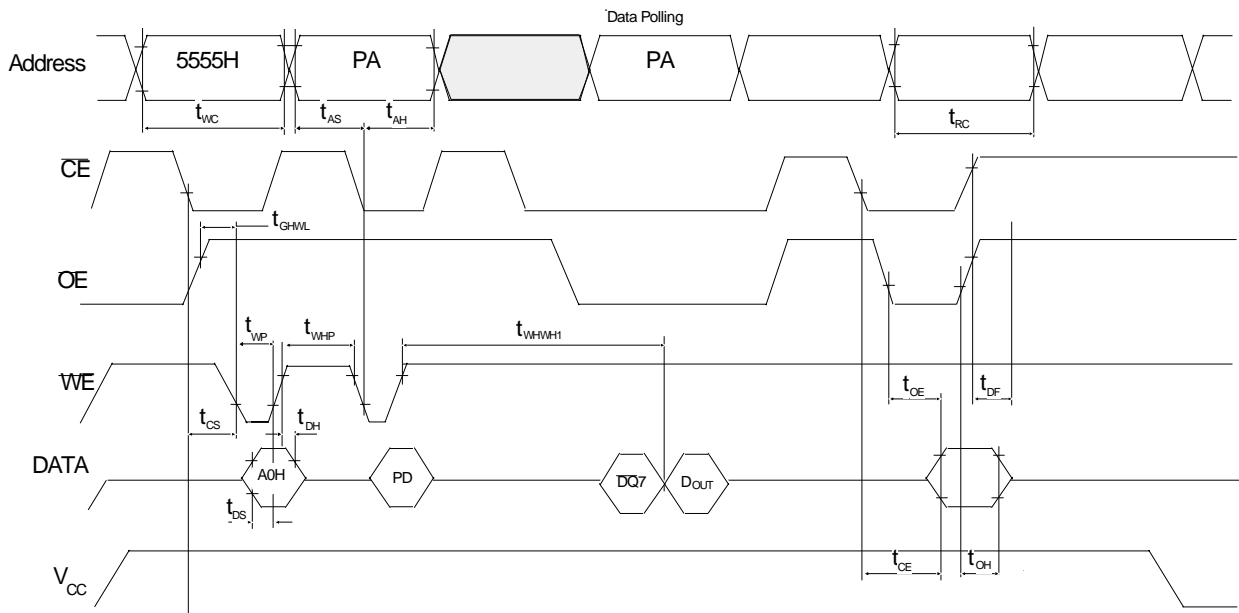 Data Polling
Address
5555H
PA
PA
tWC
tAS
tAH
tRC
CE
tGHWL
OE
tWP
tWHP
tWHWH1
WE
tOE
tDF
tCS
tDH
DATA
A0H
PD
DQ7
DOUT
tDS
tCE
tOH
VCC